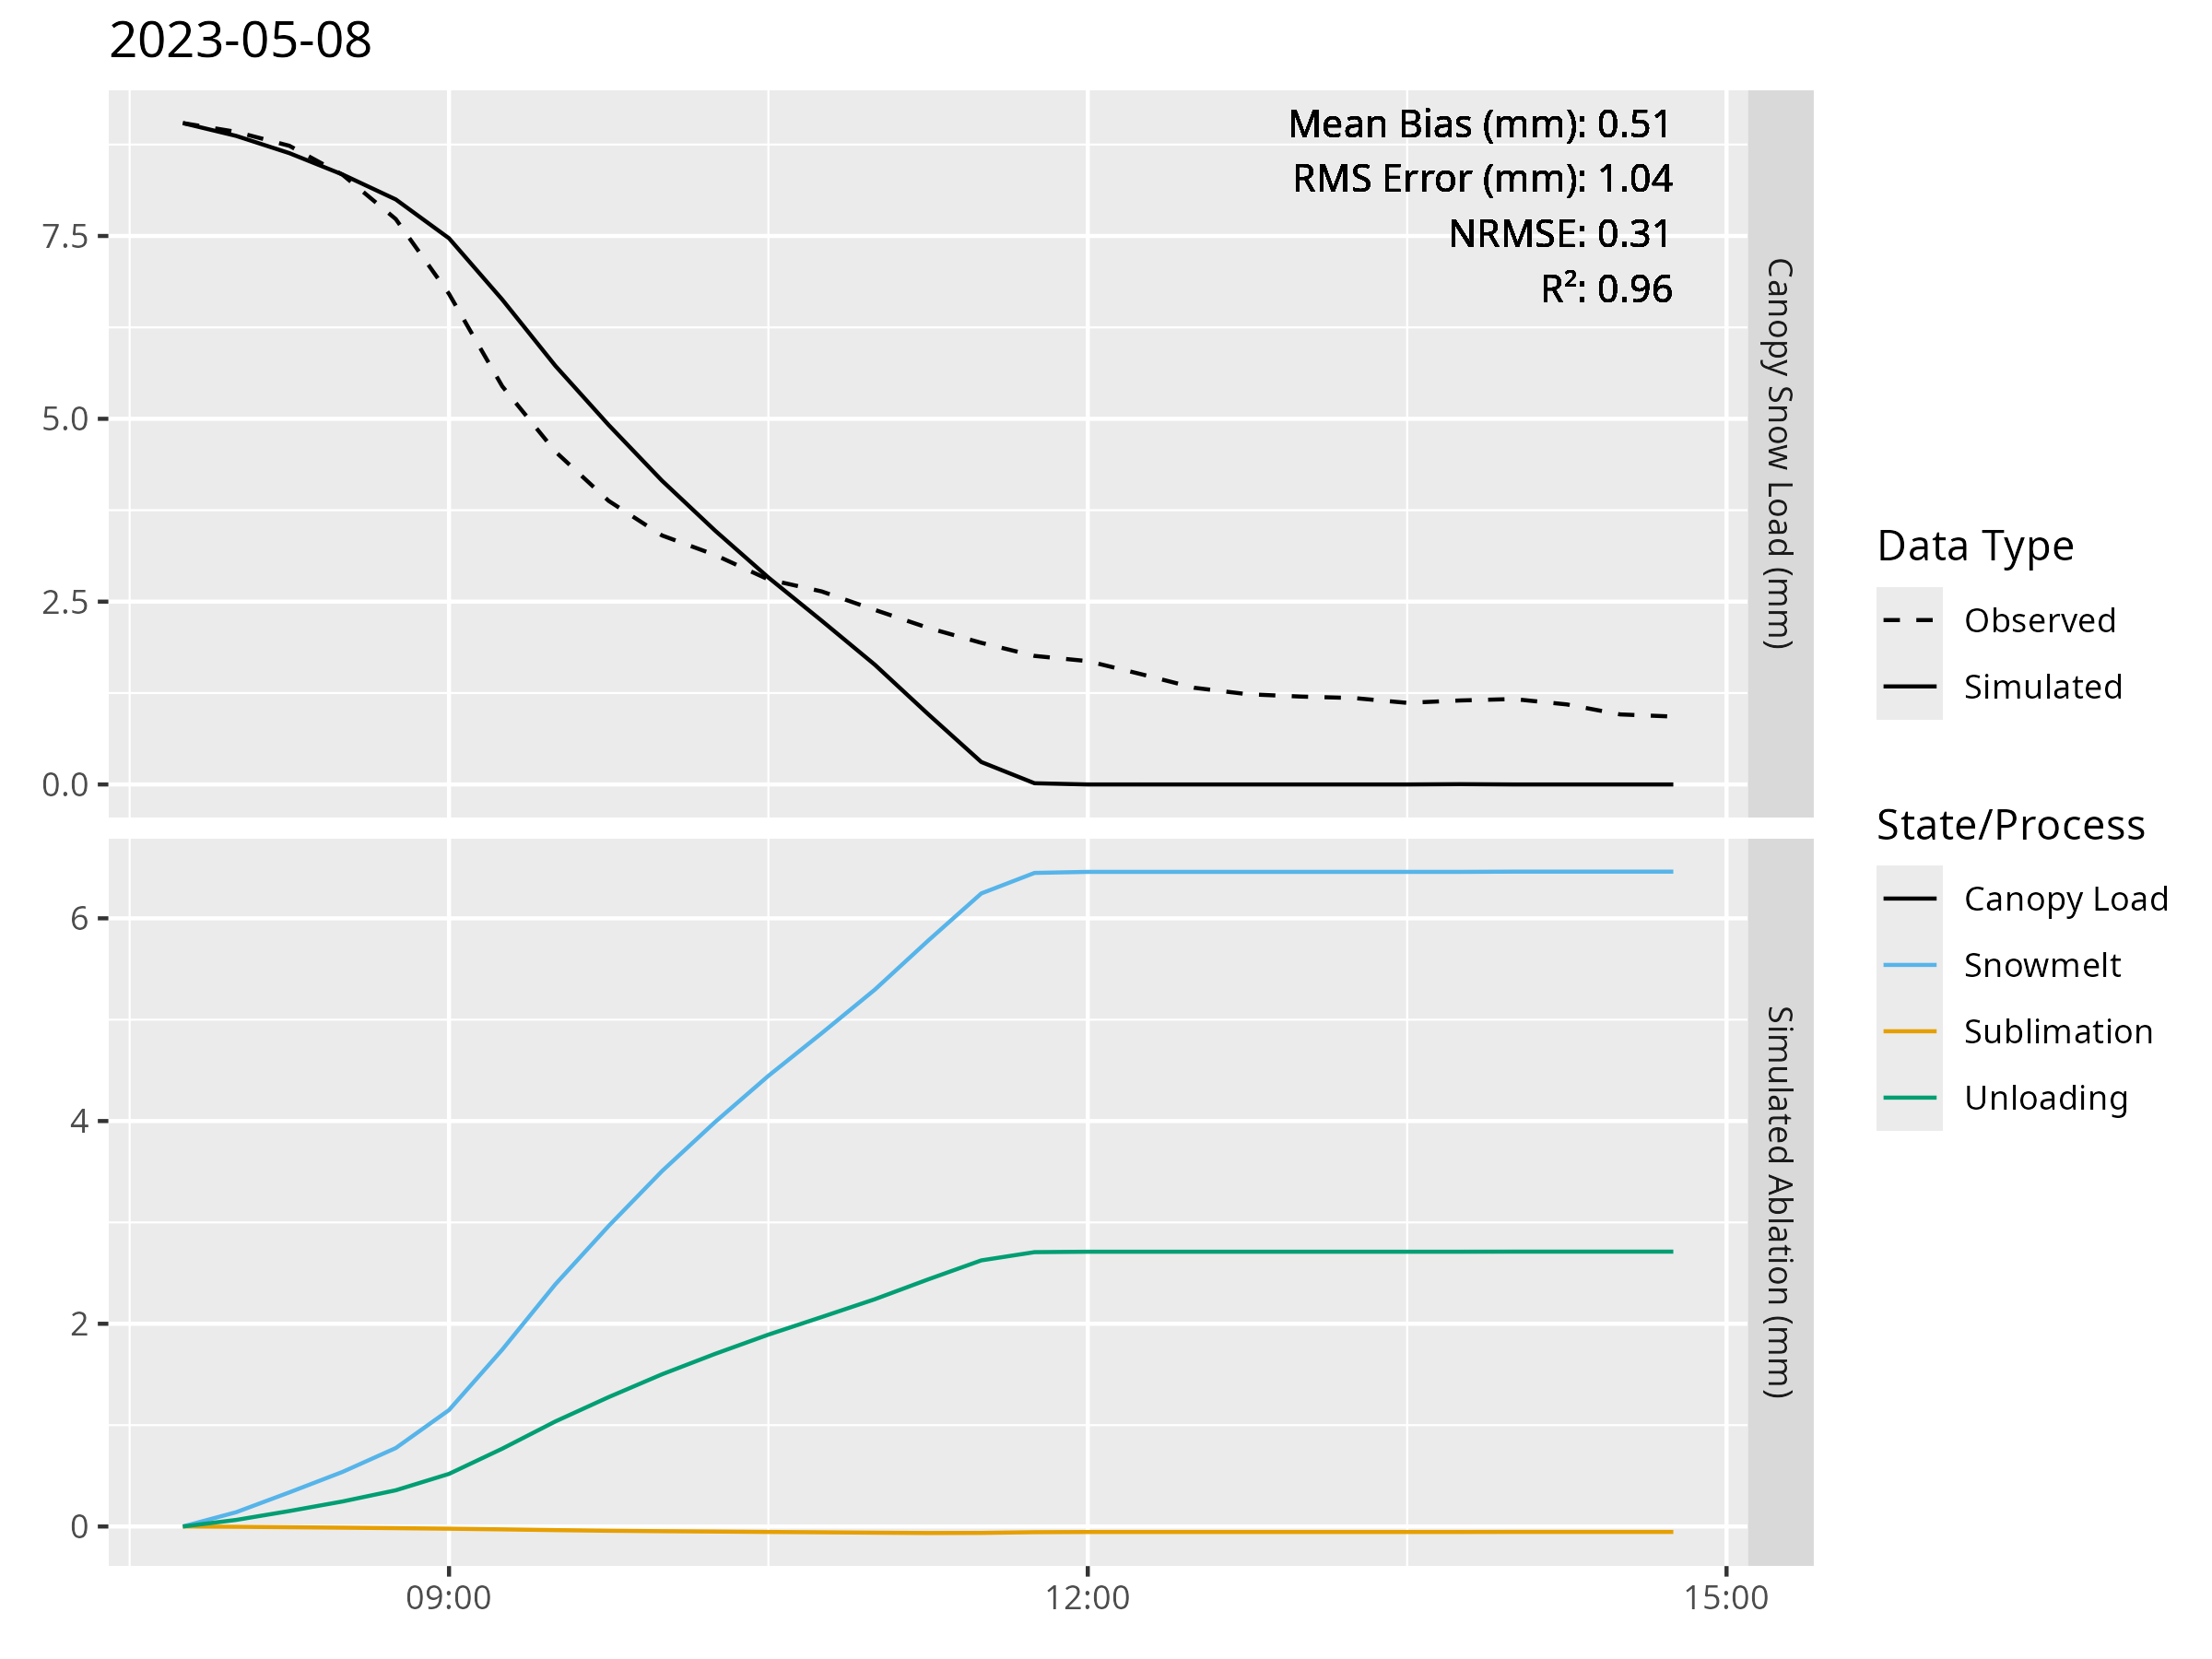 2023-05-08
Mean Bias (mm): 0.51
RMS Error (mm): 1.04
NRMSE: 0.31
R²: 0.96
7.5
5.0
2.5
0.0
Canopy Snow Load (mm)
6
4
2
0
Simulated Ablation (mm)
09:00
12:00
15:00
Data Type
Observed
Simulated
State/Process
Canopy Load
Snowmelt
Sublimation
Unloading